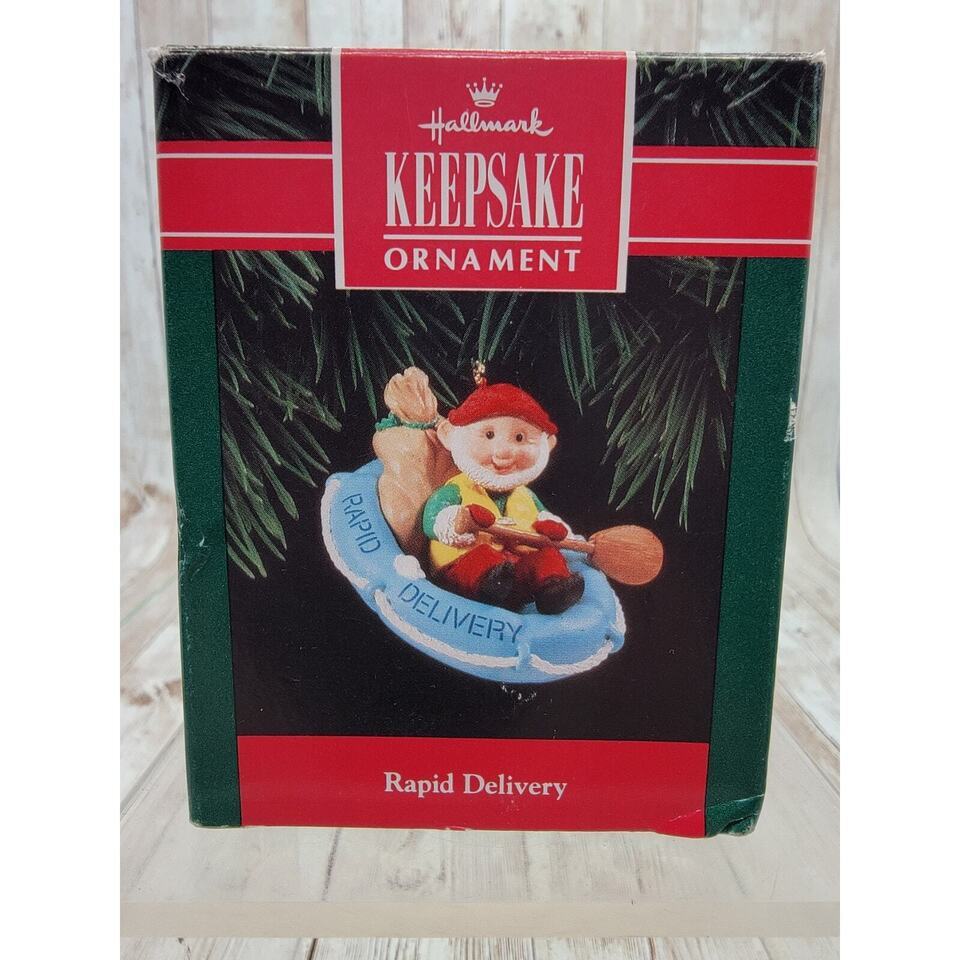 Hallmark
KEEPSAKE
ORNAMENT
RAPID
DELIVERY
Rapid Delivery